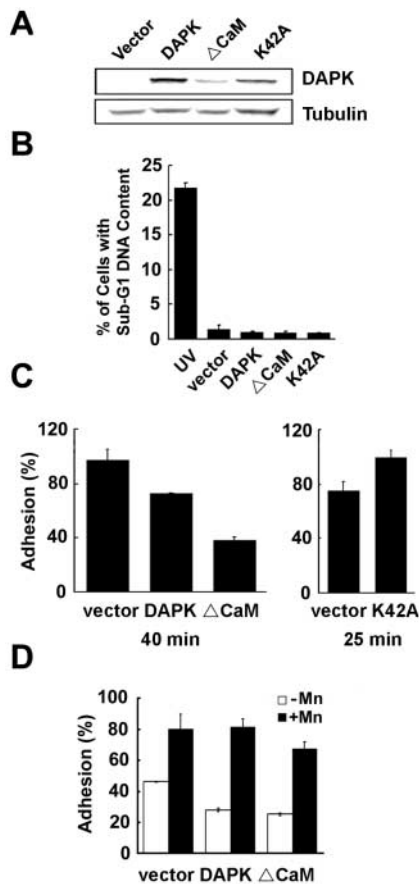 A
Vector DAPK △CaM K42A
DAPK
Tubulin
B
% of Cells with
Sub-G1 DNA Content
25
20
15
10
5
0
UV vector DAPK △CaM K42A
C
Adhesion (%)
120
80
40
0
vector DAPK △CaM
40 min
120
80
40
0
vector K42A
25 min
D
Adhesion (%)
100
80
60
40
20
0
-Mn
+Mn
vector DAPK △CaM